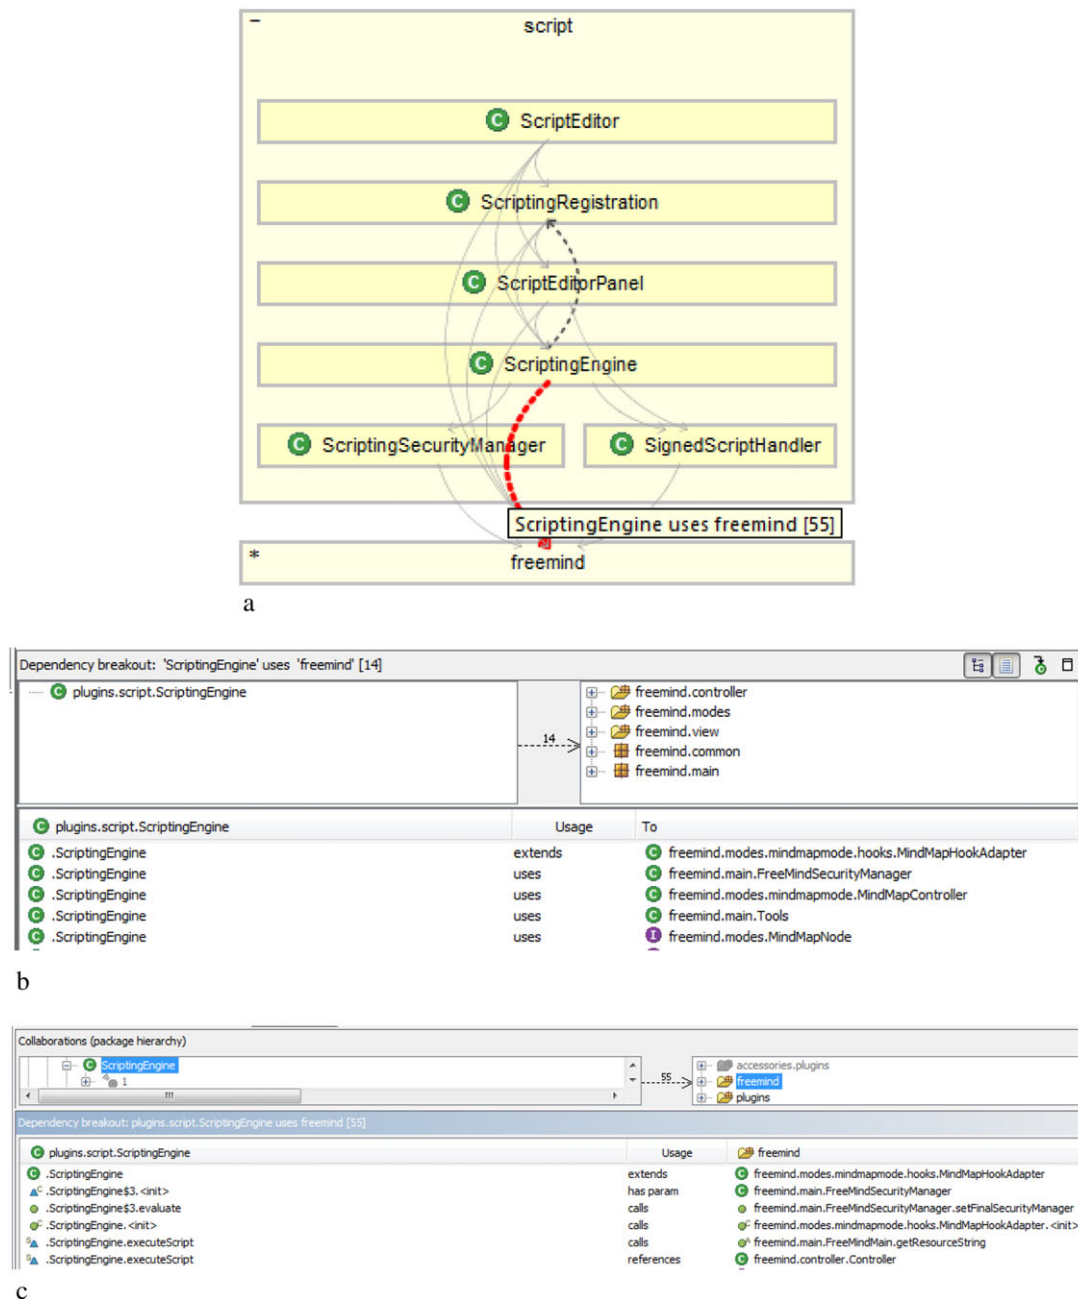 script
C ScriptEditor
C ScriptingRegistration
C ScriptEditorPanel
C ScriptingEngine
C ScriptingSecurityManager C SignedScriptHandler
ScriptingEngine uses freemind [55]
* freemind
a
Dependency breakout: 'ScriptingEngine' uses 'freemind' [14]
C plugins.script.ScriptingEngine
14
freemind.controller
freemind.modes
freemind.view
freemind.common
freemind.main
C plugins.script.ScriptingEngine Usage To
C .ScriptingEngine extends C freemind.modes.mindmapmode.hooks.MindMapHookAdapter
C .ScriptingEngine uses C freemind.main.FreeMindSecurityManager
C .ScriptingEngine uses C freemind.modes.mindmapmode.MindMapController
C .ScriptingEngine uses C freemind.main.Tools
C .ScriptingEngine uses I freemind.modes.MindMapNode
b
Collaborations (package hierarchy)
C ScriptingEngine
1
55
accessories.plugins
freemind
plugins
Dependency breakout: plugins.script.ScriptingEngine uses freemind [55]
C plugins.script.ScriptingEngine Usage freemind
C .ScriptingEngine extends C freemind.modes.mindmapmode.hooks.MindMapHookAdapter
C .ScriptingEngine$3.<init> has param C freemind.main.FreeMindSecurityManager
.ScriptingEngine$3.evaluate calls freemind.main.FreeMindSecurityManager.setFinalSecurityManager
C .ScriptingEngine.<init> calls C freemind.modes.mindmapmode.hooks.MindMapHookAdapter.<init>
S .ScriptingEngine.executeScript calls A freemind.main.FreeMindMain.getResourceString
S .ScriptingEngine.executeScript references C freemind.controller.Controller
c